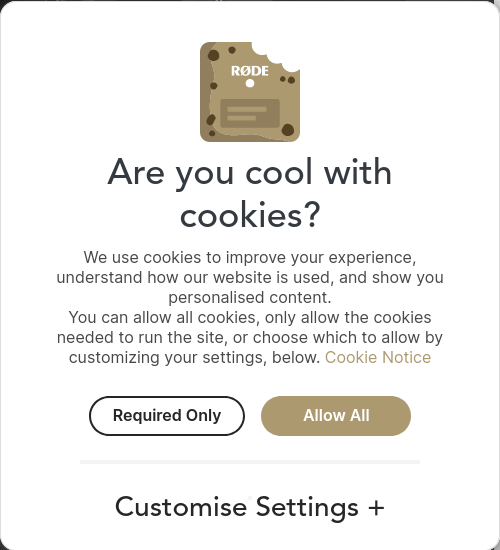 RØDE
Are you cool with
cookies?
We use cookies to improve your experience,
understand how our website is used, and show you
personalised content.
You can allow all cookies, only allow the cookies
needed to run the site, or choose which to allow by
customizing your settings, below. Cookie Notice
Required Only
Allow All
Customise Settings +